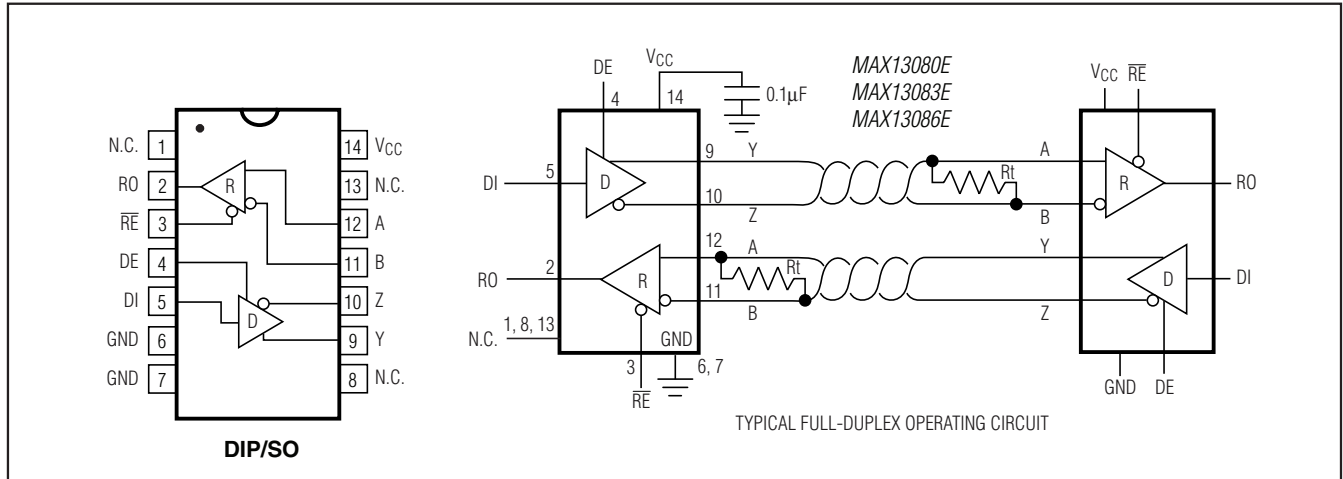 N.C. 1
RO 2
RE 3
DE 4
DI 5
GND 6
GND 7
14 VCC
13 N.C.
12 A
11 B
10 Z
9 Y
8 N.C.
R
D
DIP/SO
DE
4
VCC
14
0.1μF
MAX13080E
MAX13083E
MAX13086E
VCC RE
DI 5
D
9 Y
10 Z
Rt
A
B
R
RO
RO 2
R
12 A
11 B
Rt
Y
Z
D
DI
N.C. 1, 8, 13
3
RE
GND
6, 7
GND DE
TYPICAL FULL-DUPLEX OPERATING CIRCUIT